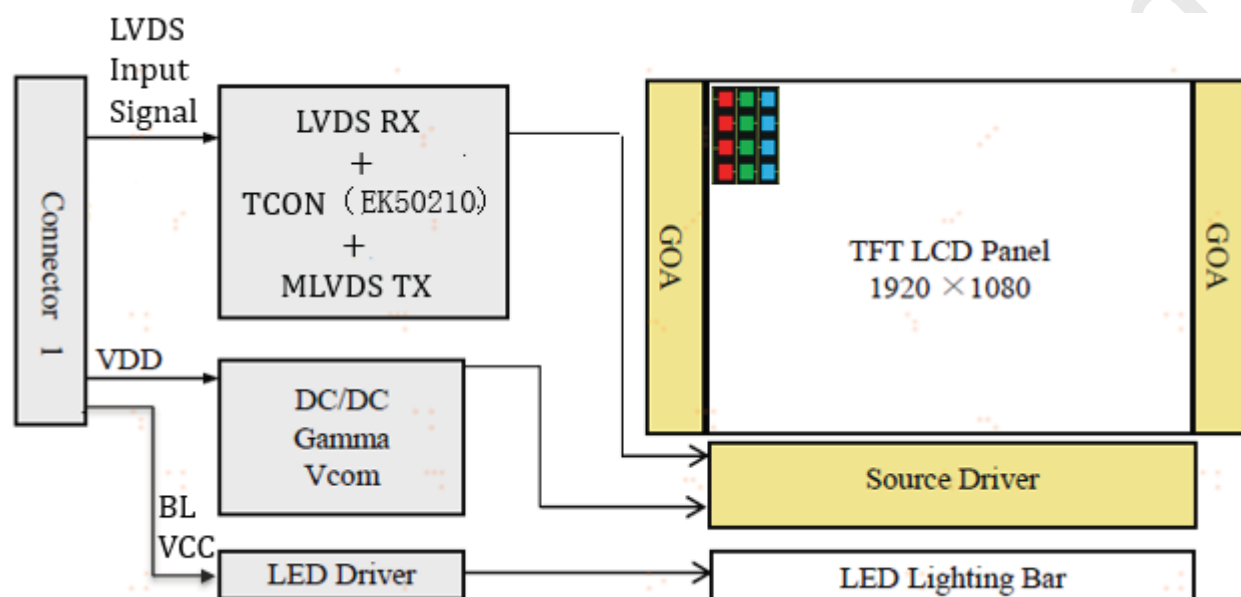 LVDS
Input
Signal
Connector 1
LVDS RX
+
TCON（EK50210）
+
MLVDS TX
GOA
TFT LCD Panel
1920 ×1080
GOA
VDD
DC/DC
Gamma
Vcom
Source Driver
BL
VCC
LED Driver
LED Lighting Bar